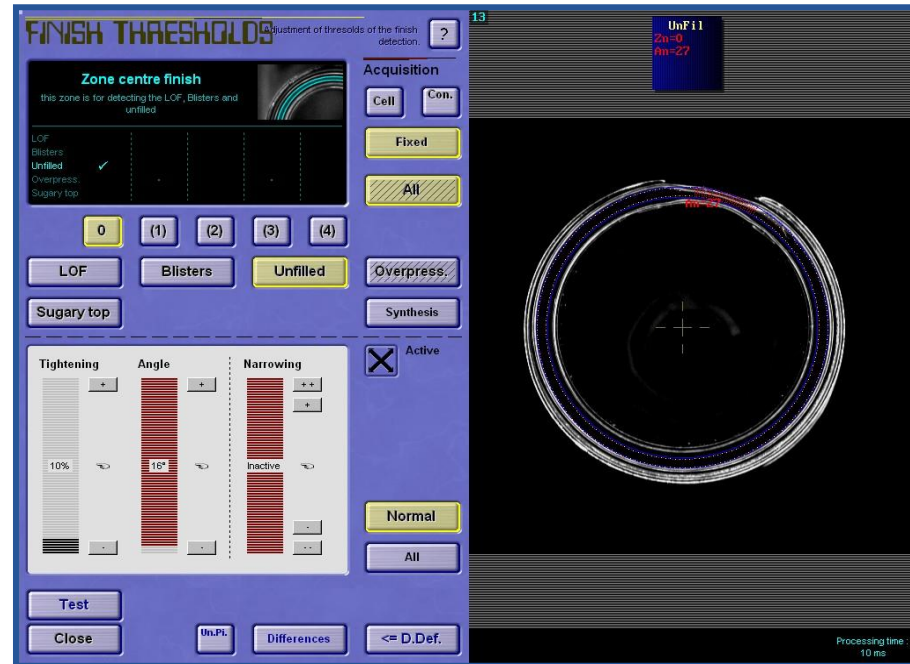 FINISH THRESHOLDS
Adjustment of thresolds of the finish
detection.
?
Zone centre finish
this zone is for detecting the LOF, Blisters and
unfilled
LOF
Blisters
Unfilled ✓
Overpress.
Sugary top
Acquisition
Cell
Con.
Fixed
All
0 (1) (2) (3) (4)
LOF Blisters Unfilled Overpress.
Sugary top Synthesis
Tightening Angle Narrowing
+ + ++
+
10% 16° Inactive
-
- - --
Active
Normal
All
Test
Close Un.Pi. Differences <= D.Def.
13
UnFil
Zn=0
An=27
An=27
Processing time :
10 ms